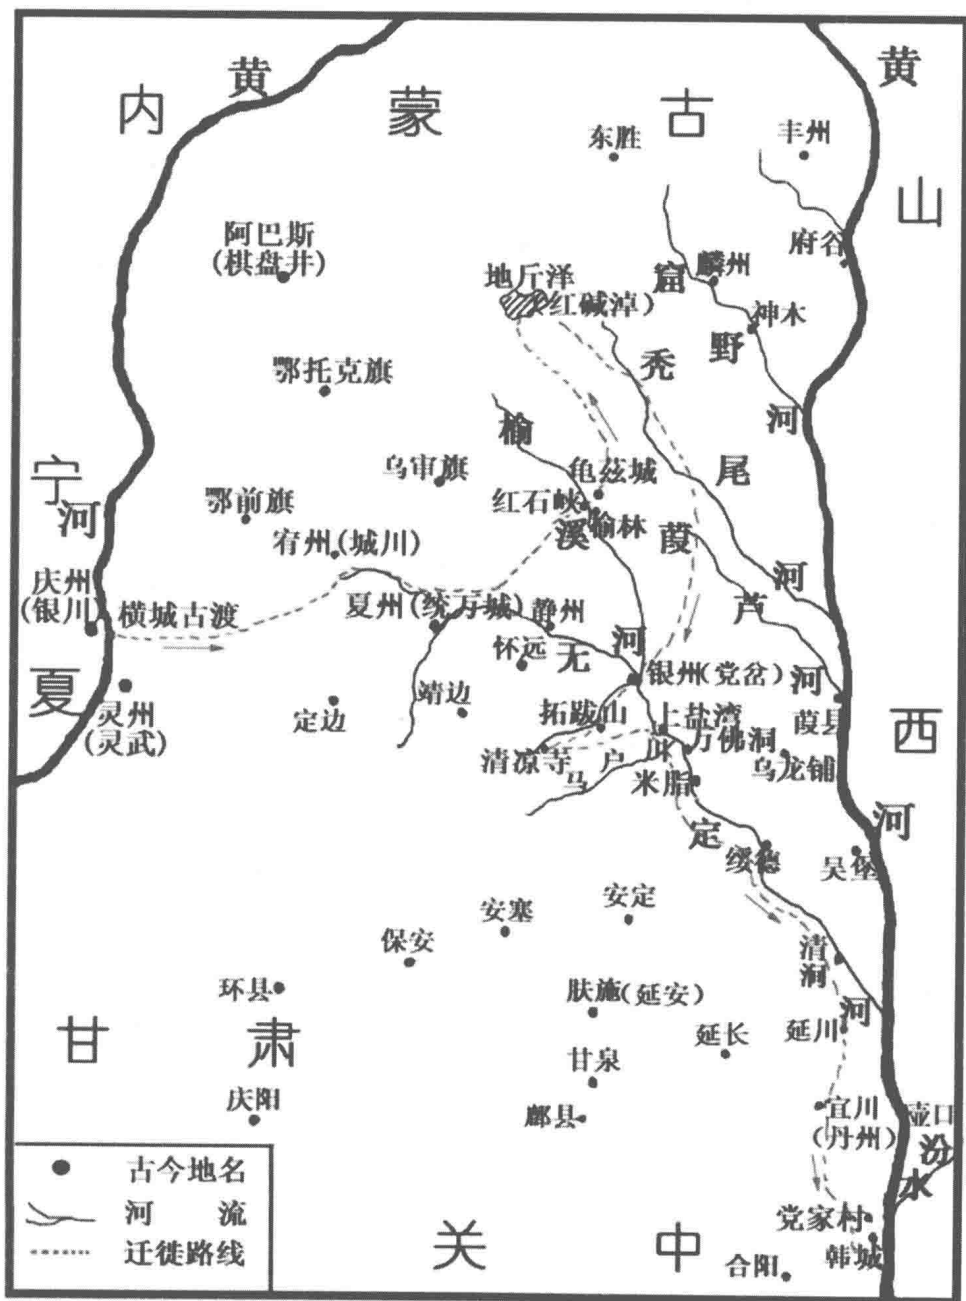 黄
黄
内 蒙 古
东胜
丰州
山
阿巴斯
(棋盘井)
府谷
地斤泽
(红碱淖)
窟
麟州
神木
野
河
鄂托克旗
秃
尾
河
榆
溪
河
乌审旗
龟兹城
红石峡
榆林
宁
夏
河
鄂前旗
宥州(城川)
葭
芦
河
庆州
(银川)
横城古渡
夏州(统万城)
静州
怀远
无
银州(党岔)
灵州
(灵武)
定边
靖边
拓跋山
上盐湾
葭县
西
清凉寺
马 户 川
万佛洞
乌龙铺
米脂
河
定
绥德
吴堡
安塞
安定
保安
清涧
河
环县
肤施(延安)
延川
甘 肃
延长
甘泉
庆阳
鄜县
宜川
(丹州)
壶口
汾
水
古今地名
河 流
迁徙路线
党家村
韩城
关 中
合阳